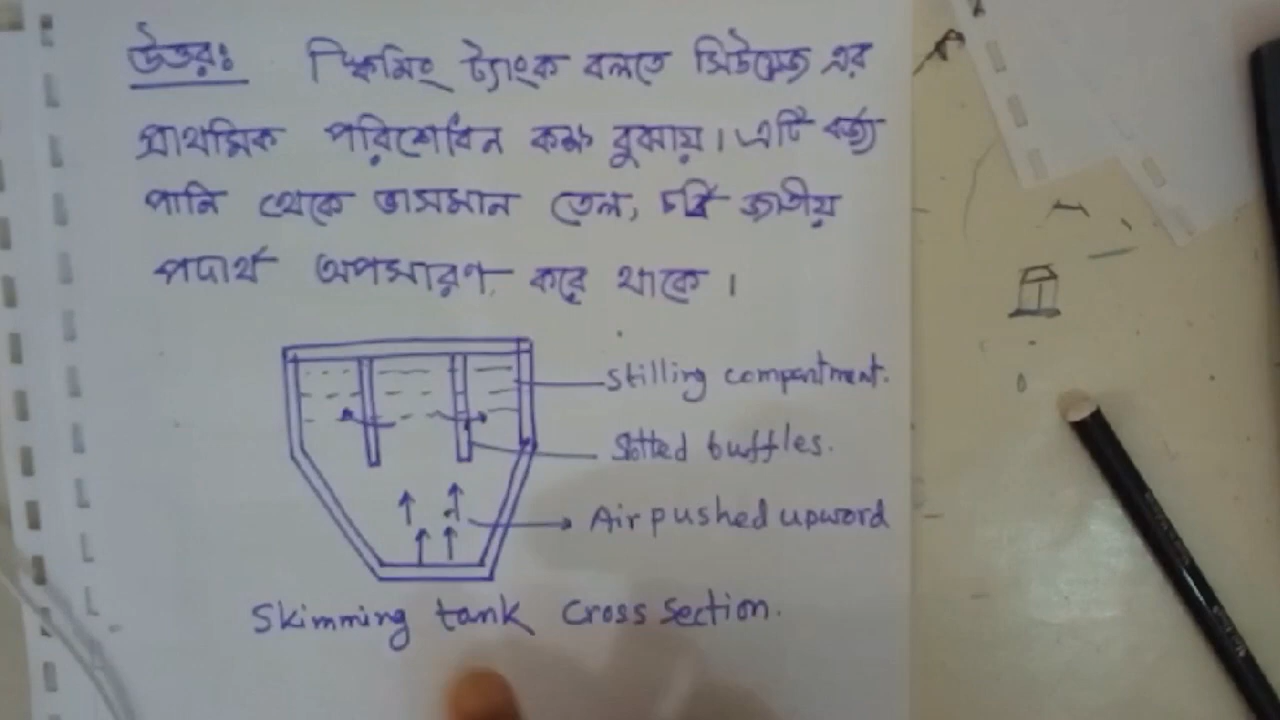 উত্তরঃ স্কিমিং ট্যাংক বলতে সিউয়েজ এর
প্রাথমিক পরিশোধন কক্ষ বুঝায়। এটি বর্জ্য
পানি থেকে ভাসমান তেল, চর্বি জাতীয়
পদার্থ অপসারণ করে থাকে।
Stilling compantment.
Slotted buffles.
Air pushed upword
Skimming tank cross section.